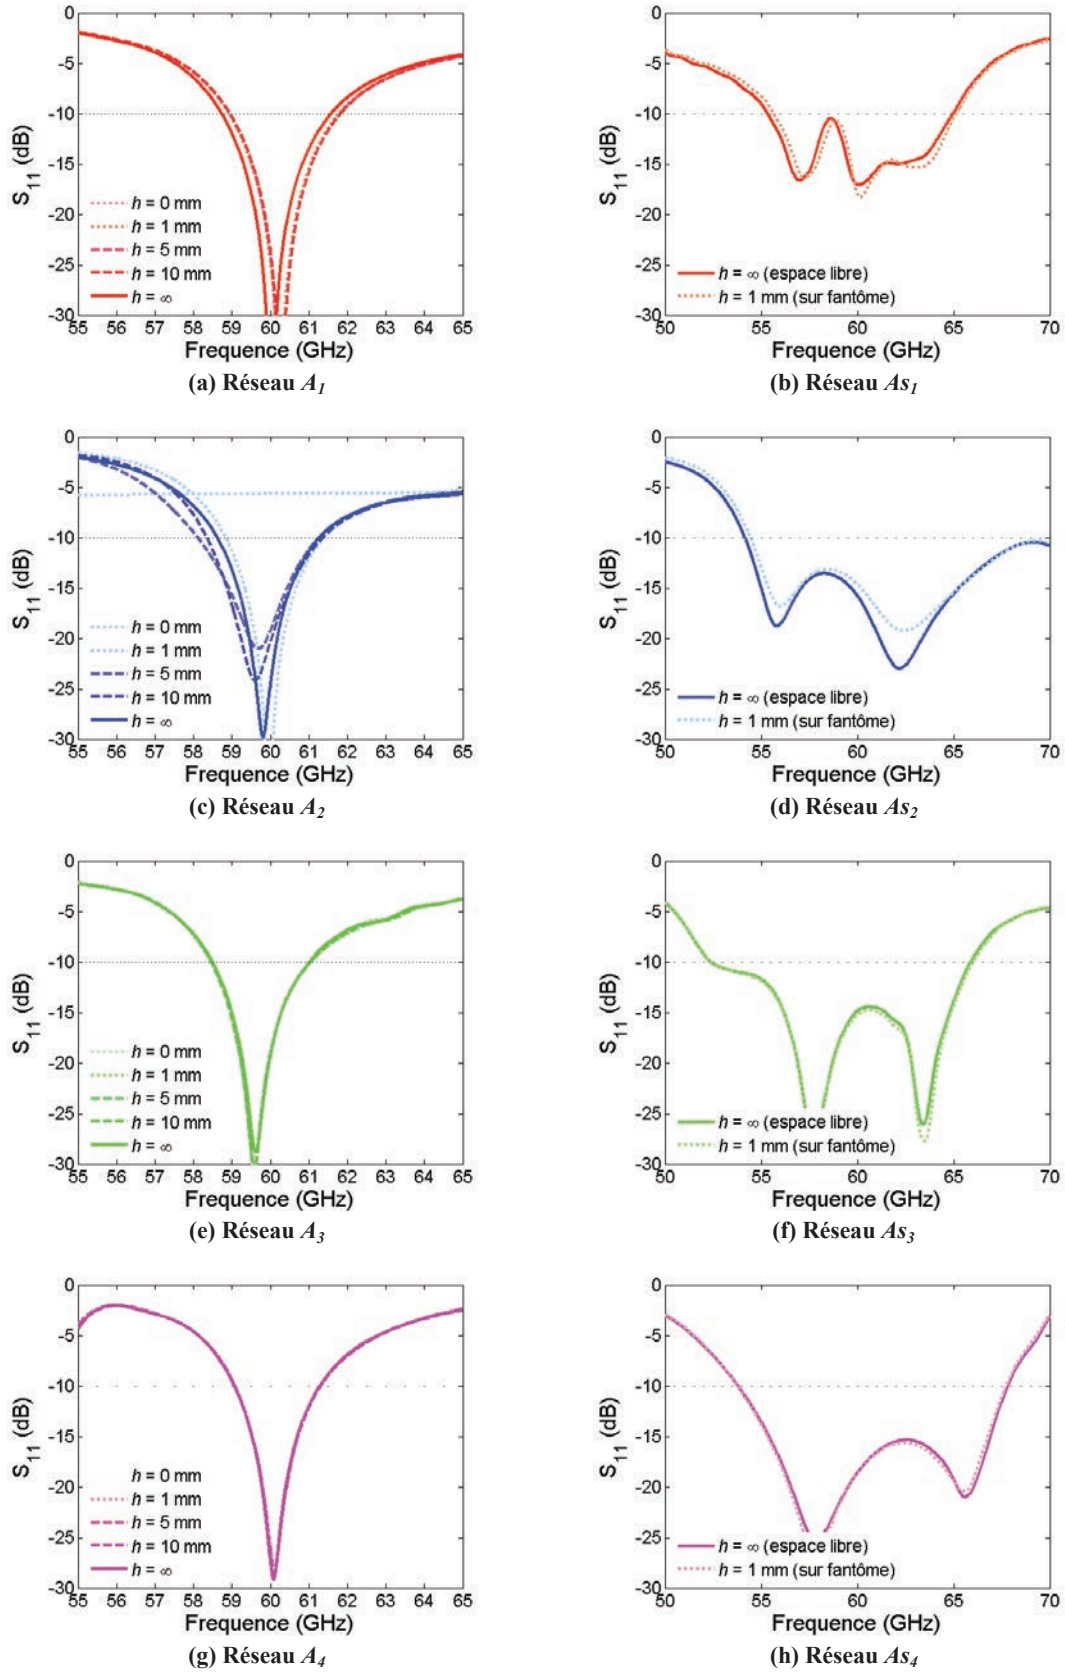 0
-5
-10
-15
-20
-25
-30
S11 (dB)
h = 0 mm
h = 1 mm
h = 5 mm
h = 10 mm
h = ∞
55 56 57 58 59 60 61 62 63 64 65
Frequence (GHz)
(a) Réseau A1
0
-5
-10
-15
-20
-25
-30
S11 (dB)
h = ∞ (espace libre)
h = 1 mm (sur fantôme)
50 55 60 65 70
Frequence (GHz)
(b) Réseau As1
0
-5
-10
-15
-20
-25
-30
S11 (dB)
h = 0 mm
h = 1 mm
h = 5 mm
h = 10 mm
h = ∞
55 56 57 58 59 60 61 62 63 64 65
Frequence (GHz)
(c) Réseau A2
0
-5
-10
-15
-20
-25
-30
S11 (dB)
h = ∞ (espace libre)
h = 1 mm (sur fantôme)
50 55 60 65 70
Frequence (GHz)
(d) Réseau As2
0
-5
-10
-15
-20
-25
-30
S11 (dB)
h = 0 mm
h = 1 mm
h = 5 mm
h = 10 mm
h = ∞
55 56 57 58 59 60 61 62 63 64 65
Frequence (GHz)
(e) Réseau A3
0
-5
-10
-15
-20
-25
-30
S11 (dB)
h = ∞ (espace libre)
h = 1 mm (sur fantôme)
50 55 60 65 70
Frequence (GHz)
(f) Réseau As3
0
-5
-10
-15
-20
-25
-30
S11 (dB)
h = 0 mm
h = 1 mm
h = 5 mm
h = 10 mm
h = ∞
55 56 57 58 59 60 61 62 63 64 65
Frequence (GHz)
(g) Réseau A4
0
-5
-10
-15
-20
-25
-30
S11 (dB)
h = ∞ (espace libre)
h = 1 mm (sur fantôme)
50 55 60 65 70
Frequence (GHz)
(h) Réseau As4